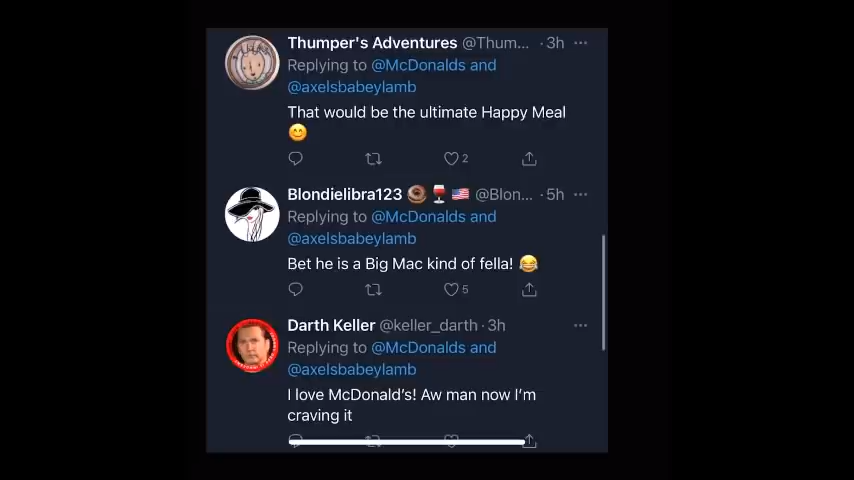 Thumper's Adventures @Thum... · 3h ···
Replying to @McDonalds and
@axelsbabeylamb
That would be the ultimate Happy Meal
😊
2
Blondielibra123 🍩🍷🇺🇸 @Blon... · 5h ···
Replying to @McDonalds and
@axelsbabeylamb
Bet he is a Big Mac kind of fella! 😂
5
Darth Keller @keller_darth · 3h ···
Replying to @McDonalds and
@axelsbabeylamb
I love McDonald's! Aw man now I'm
craving it